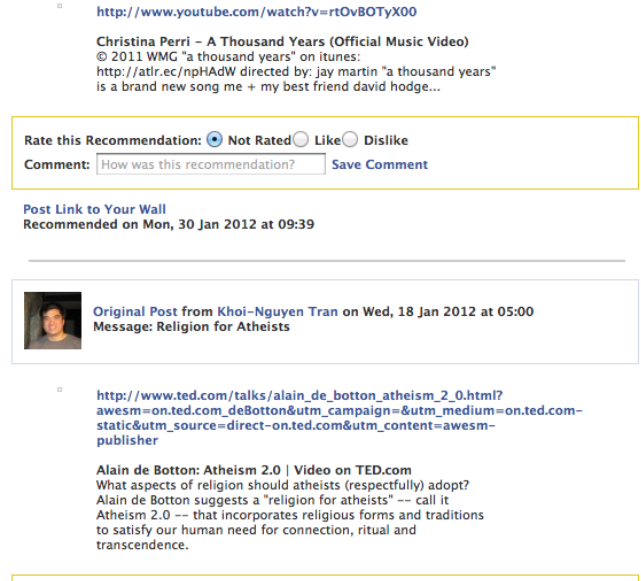 http://www.youtube.com/watch?v=rtOvBOTyX00
Christina Perri - A Thousand Years (Official Music Video)
© 2011 WMG "a thousand years" on itunes:
http://atlr.ec/npHAdW directed by: jay martin "a thousand years"
is a brand new song me + my best friend david hodge...
Rate this Recommendation: Not Rated Like Dislike
Comment: How was this recommendation? Save Comment
Post Link to Your Wall
Recommended on Mon, 30 Jan 2012 at 09:39
Original Post from Khoi-Nguyen Tran on Wed, 18 Jan 2012 at 05:00
Message: Religion for Atheists
http://www.ted.com/talks/alain_de_botton_atheism_2_0.html?
awesm=on.ted.com_deBotton&utm_campaign=&utm_medium=on.ted.com-
static&utm_source=direct-on.ted.com&utm_content=awesm-
publisher
Alain de Botton: Atheism 2.0 | Video on TED.com
What aspects of religion should atheists (respectfully) adopt?
Alain de Botton suggests a "religion for atheists" -- call it
Atheism 2.0 -- that incorporates religious forms and traditions
to satisfy our human need for connection, ritual and
transcendence.